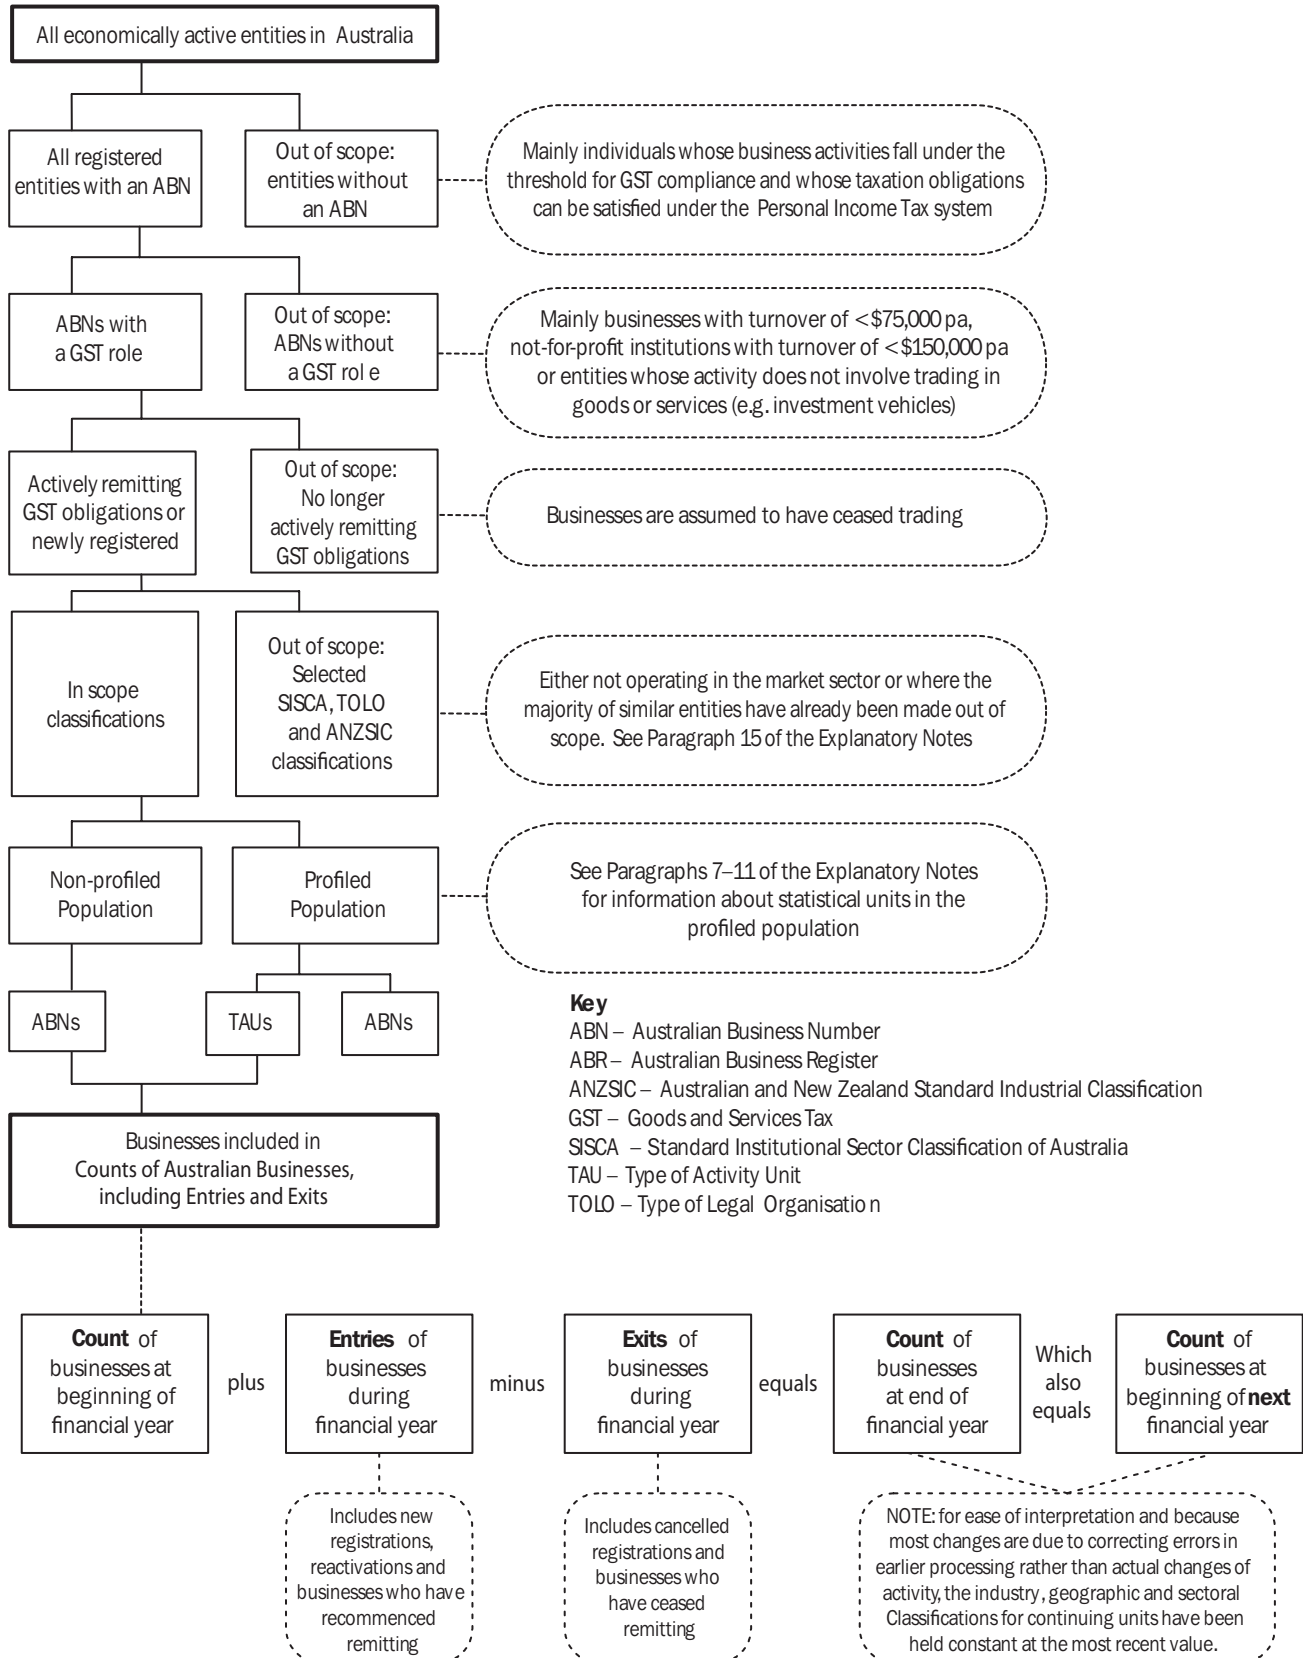 All economically active entities in Australia
All registered
entities with an ABN
Out of scope:
entities without
an ABN
Mainly individuals whose business activities fall under the
threshold for GST compliance and whose taxation obligations
can be satisfied under the Personal Income Tax system
ABNs with
a GST role
Out of scope:
ABNs without
a GST rol e
Mainly businesses with turnover of <$75,000 pa,
not-for-profit institutions with turnover of <$150,000 pa
or entities whose activity does not involve trading in
goods or services (e.g. investment vehicles)
Actively remitting
GST obligations or
newly registered
Out of scope:
No longer
actively remitting
GST obligations
Businesses are assumed to have ceased trading
In scope
classifications
Out of scope:
Selected
SISCA, TOLO
and ANZSIC
classifications
Either not operating in the market sector or where the
majority of similar entities have already been made out of
scope. See Paragraph 15 of the Explanatory Notes
Non-profiled
Population
Profiled
Population
See Paragraphs 7–11 of the Explanatory Notes
for information about statistical units in the
profiled population
ABNs
TAUs
ABNs
Key
ABN – Australian Business Number
ABR – Australian Business Register
ANZSIC – Australian and New Zealand Standard Industrial Classification
GST – Goods and Services Tax
SISCA – Standard Institutional Sector Classification of Australia
TAU – Type of Activity Unit
TOLO – Type of Legal Organisation
Businesses included in
Counts of Australian Businesses,
including Entries and Exits
Count of
businesses at
beginning of
financial year
plus
Entries of
businesses
during
financial year
minus
Exits of
businesses
during
financial year
equals
Count of
businesses
at end of
financial year
Which
also
equals
Count of
businesses at
beginning of next
financial year
Includes new
registrations,
reactivations and
businesses who have
recommenced
remitting
Includes cancelled
registrations and
businesses who
have ceased
remitting
NOTE: for ease of interpretation and because
most changes are due to correcting errors in
earlier processing rather than actual changes of
activity, the industry, geographic and sectoral
Classifications for continuing units have been
held constant at the most recent value.